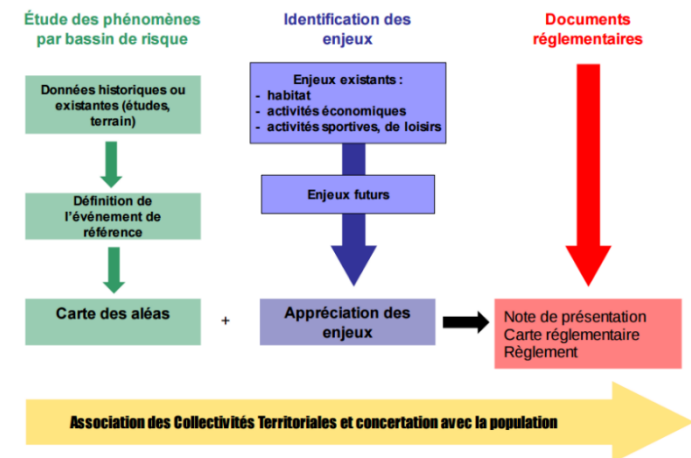 Étude des phénomènes
par bassin de risque
Données historiques ou
existantes (études,
terrain)
Définition de
l'événement de
référence
Carte des aléas
+
Identification des
enjeux
Enjeux existants :
- habitat
- activités économiques
- activités sportives, de loisirs
Enjeux futurs
Appréciation des
enjeux
Documents
réglementaires
Note de présentation
Carte réglementaire
Règlement
Association des Collectivités Territoriales et concertation avec la population